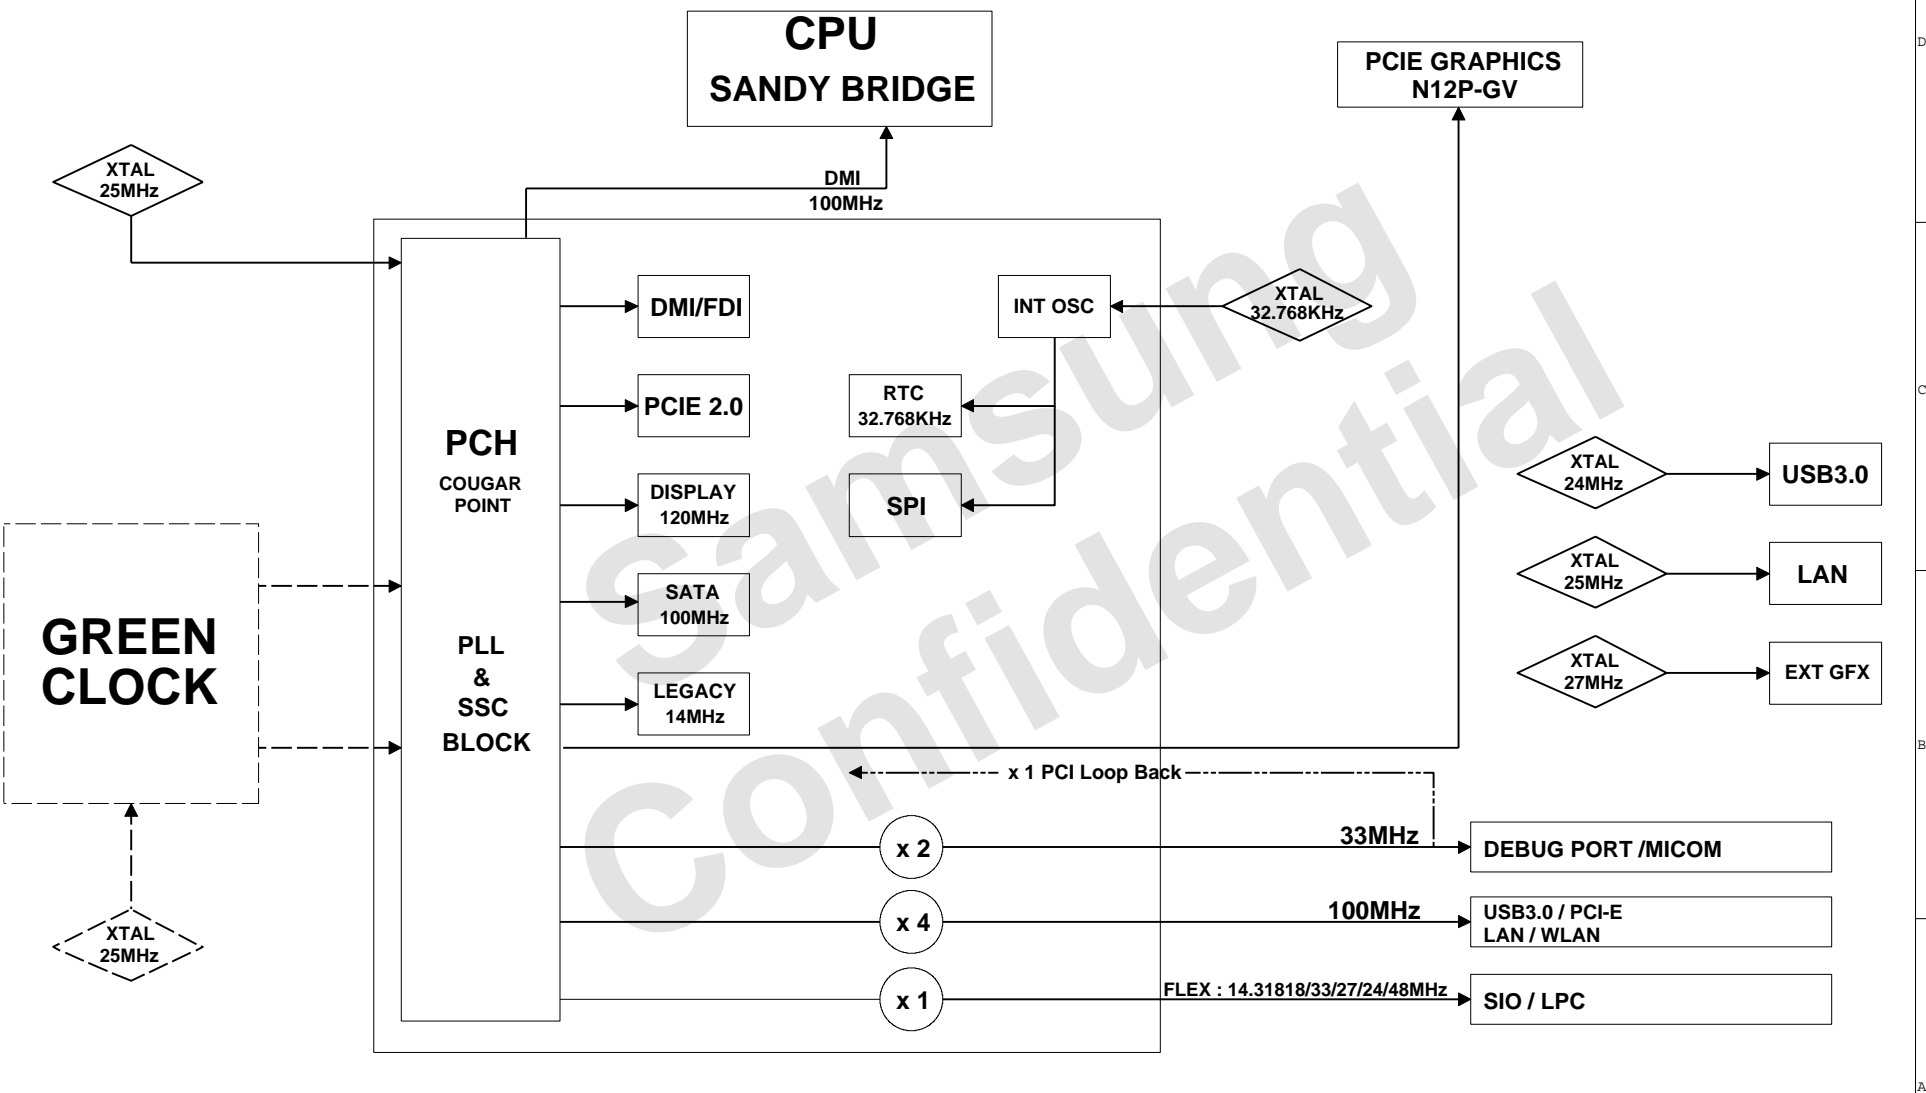 CPU
SANDY BRIDGE
PCIE GRAPHICS
N12P-GV
D
XTAL
25MHz
DMI
100MHz
DMI/FDI
INT OSC
XTAL
32.768KHz
PCIE 2.0
RTC
32.768KHz
C
PCH
COUGAR
POINT
DISPLAY
120MHz
SPI
XTAL
24MHz
USB3.0
XTAL
25MHz
LAN
GREEN
CLOCK
SATA
100MHz
PLL
&
SSC
BLOCK
LEGACY
14MHz
XTAL
27MHz
EXT GFX
B
x 1 PCI Loop Back
x 2
33MHz
DEBUG PORT /MICOM
x 4
100MHz
USB3.0 / PCI-E
LAN / WLAN
XTAL
25MHz
x 1
FLEX : 14.31818/33/27/24/48MHz
SIO / LPC
A
Samsung
Confidential